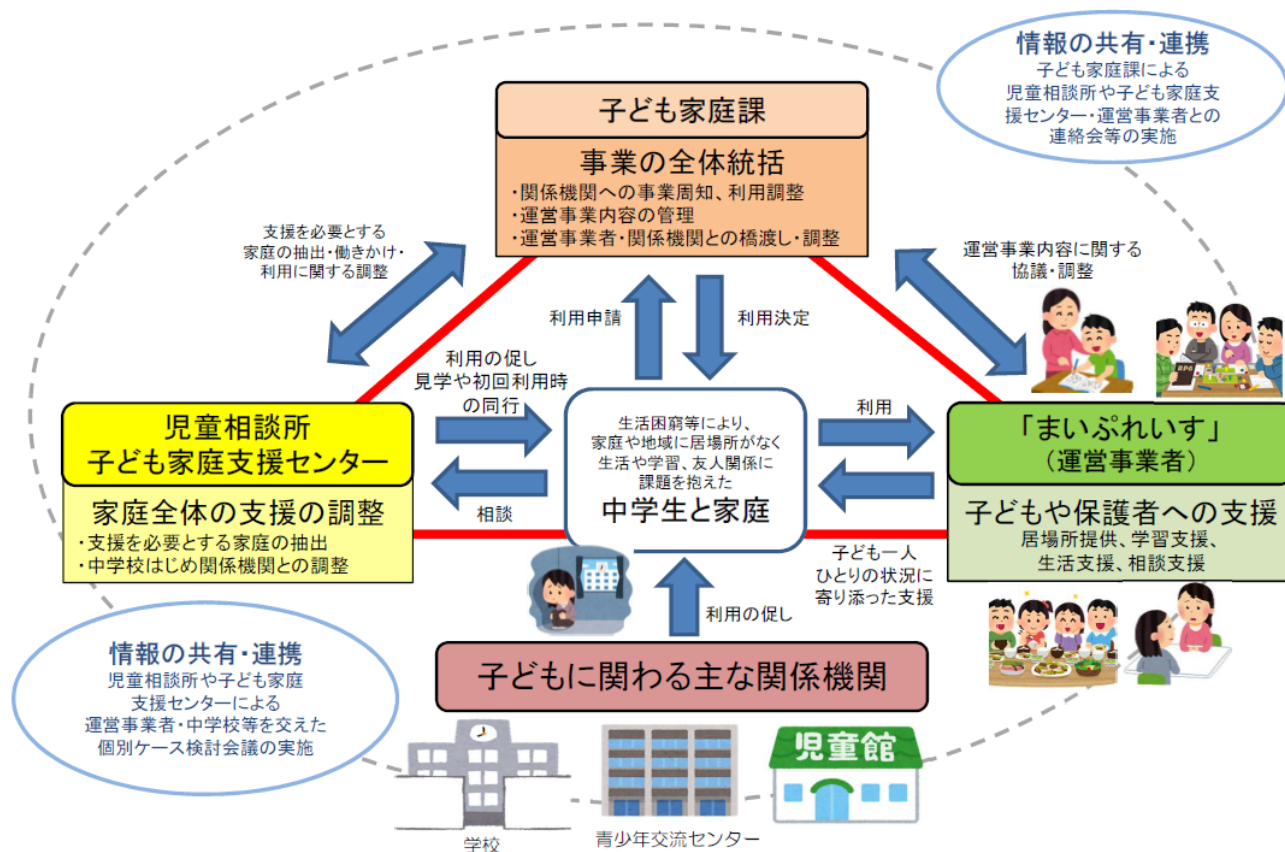 情報の共有・連携
子ども家庭課による
児童相談所や子ども家庭支
援センター・運営事業者との
連絡会等の実施
子ども家庭課
事業の全体統括
・関係機関への事業周知、利用調整
・運営事業内容の管理
・運営事業者・関係機関との橋渡し・調整
支援を必要とする
家庭の抽出・働きかけ・
利用に関する調整
運営事業内容に関する
協議・調整
利用申請
利用決定
利用の促し
見学や初回利用時
の同行
RPG
児童相談所
子ども家庭支援センター
家庭全体の支援の調整
・支援を必要とする家庭の抽出
・中学校はじめ関係機関との調整
相談
生活困窮等により、
家庭や地域に居場所がなく
生活や学習、友人関係に
課題を抱えた
中学生と家庭
利用
「まいぷれいす」
（運営事業者）
子どもや保護者への支援
居場所提供、学習支援、
生活支援、相談支援
子ども一人
ひとりの状況に
寄り添った支援
利用の促し
情報の共有・連携
児童相談所や子ども家庭
支援センターによる
運営事業者・中学校等を交えた
個別ケース検討会議の実施
子どもに関わる主な関係機関
児童館
学校
青少年交流センター